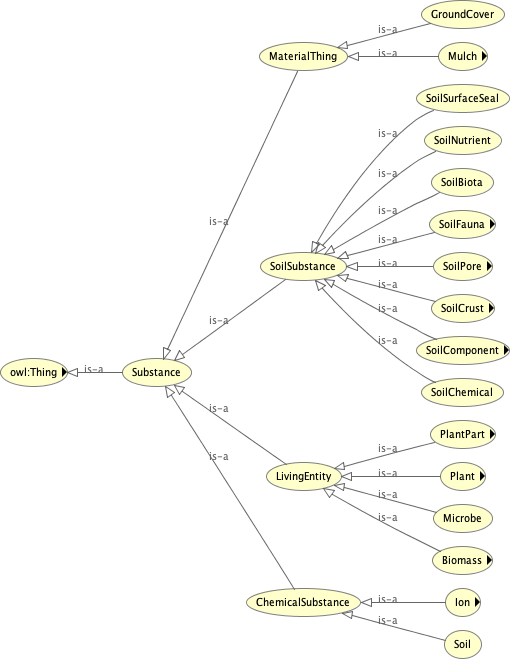 GroundCover
is-a
MaterialThing
is-a
Mulch
SoilSurfaceSeal
is-a
SoilNutrient
is-a
SoilBiota
is-a
is-a
SoilFauna
is-a
SoilSubstance
is-a
SoilPore
is-a
SoilCrust
is-a
is-a
is-a
SoilComponent
owl:Thing
is-a
Substance
SoilChemical
is-a
PlantPart
is-a
is-a
LivingEntity
is-a
Plant
is-a
Microbe
is-a
Biomass
ChemicalSubstance
is-a
Ion
is-a
Soil